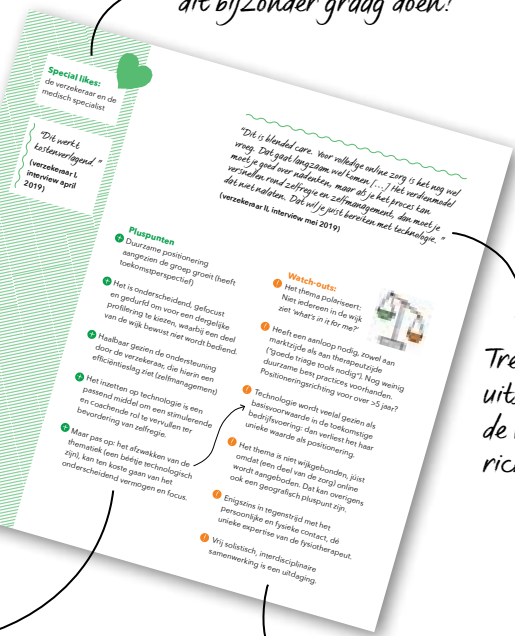 dit bijzonder graag doen!
Special likes:
de verzekeraar en de
medisch specialist
"Dit werkt
kostenverlagend."
(verzekeraar I,
interview april
2019)
"Dit is blended care. Voor volledige online zorg is het nog wel
vroeg. Dat gaat langzaam wel komen [...] Het verdienmodel
moet je goed over nadenken, maar als je het proces kan
versnellen rond zelfregie en zelfmanagement, dan moet je
dat niet nalaten. Dat wil je juist bereiken met technologie."
(verzekeraar II, interview mei 2019)
Pluspunten
Duurzame positionering
aangezien de groep groeit (heeft
toekomstperspectief)
Het is onderscheidend, gefocust
en gedurfd om voor een dergelijke
profilering te kiezen, waarbij een deel
van de wijk bewust niet wordt bediend.
Haalbaar gezien de ondersteuning
door de verzekeraar, die hierin een
efficiëntieslag ziet (zelfmanagement)
Het inzetten op technologie is een
passend middel om een stimulerende
en coachende rol te vervullen ter
bevordering van zelfregie.
Maar pas op: het afzwakken van de
thematiek (een béétje technologisch
zijn), kan ten koste gaan van het
onderscheidend vermogen en focus.
Watch-outs:
Het thema polariseert:
Niet iedereen in de wijk
ziet 'what's in it for me?'
Heeft een aanloop nodig, zowel aan
marktzijde als aan therapeutzijde
("goede triage tools nodig"). Nog weinig
duurzame best practices voorhanden.
Positioneringsrichting voor over >5 jaar?
Technologie wordt veelal gezien als
basisvoorwaarde in de toekomstige
bedrijfsvoering: dan verliest het haar
unieke waarde als positionering.
Het thema is niet wijkgebonden, juist
omdat (een deel van de zorg) online
wordt aangeboden. Dat kan overigens
ook een geografisch pluspunt zijn.
Enigszins in tegenstrijd met het
persoonlijke en fysieke contact, dé
unieke expertise van de fysiotherapeut.
Vrij solistisch, interdisciplinaire
samenwerking is een uitdaging.